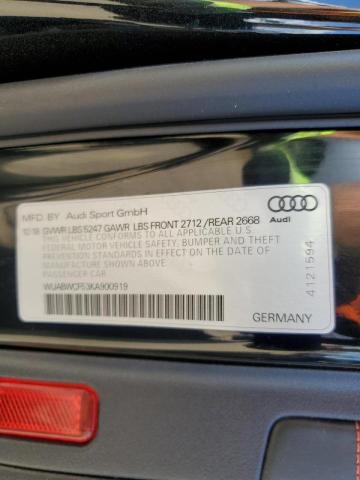 MFD. BY Audi Sport GmbH
12/18 GVWR LBS 5247 GAWR LBS FRONT 2712 /REAR 2668
THIS VEHICLE CONFORMS TO ALL APPLICABLE U.S.
FEDERAL MOTOR VEHICLE SAFETY, BUMPER AND THEFT
PREVENTION STANDARDS IN EFFECT ON THE DATE OF
MANUFACTURE SHOWN ABOVE.
PASSENGER CAR
WUABWCF53KA900919
Audi
4121594
GERMANY